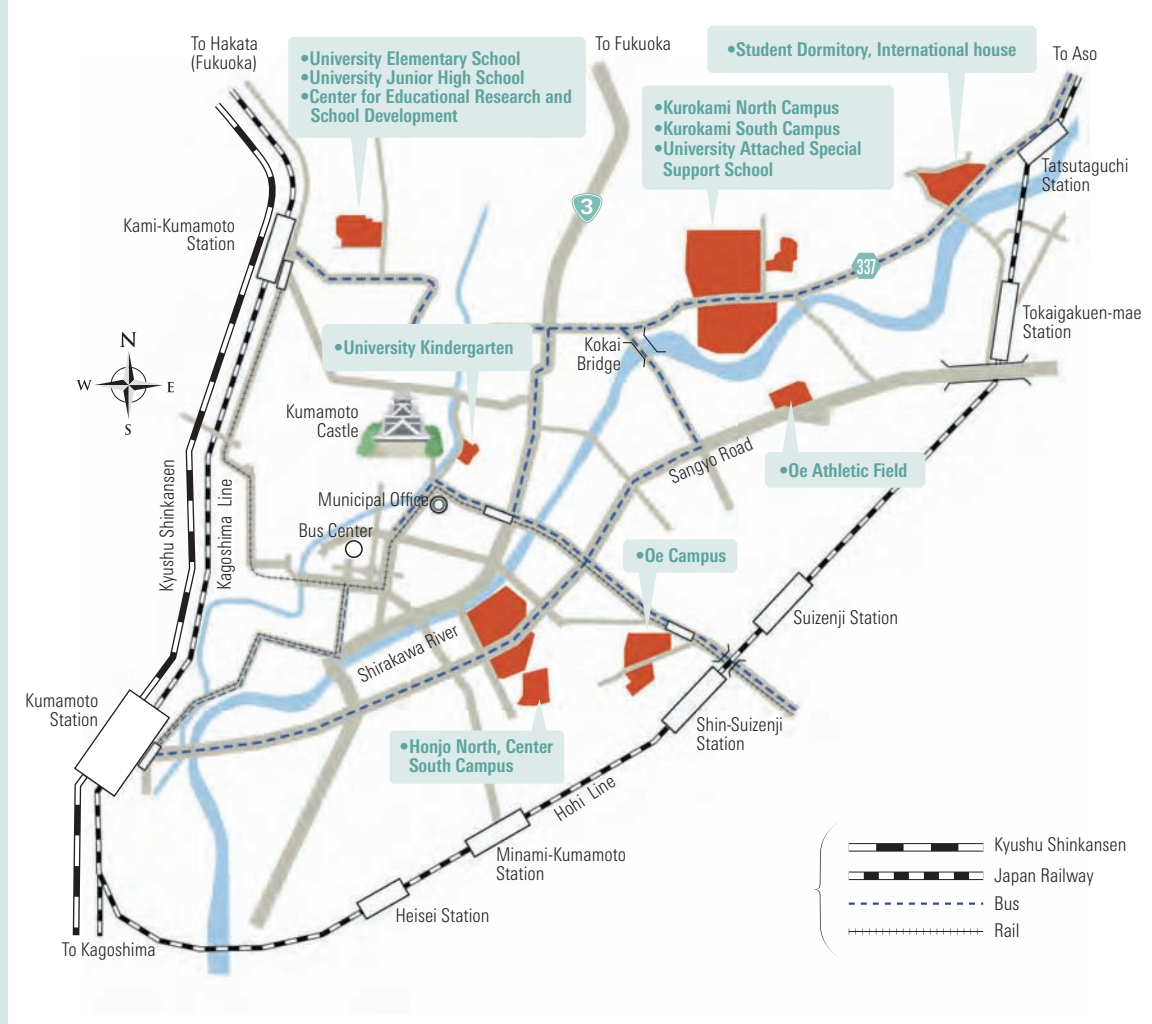 To Hakata
(Fukuoka)
•University Elementary School
•University Junior High School
•Center for Educational Research and
School Development
To Fukuoka
•Student Dormitory, International house
To Aso
•Kurokami North Campus
•Kurokami South Campus
•University Attached Special
Support School
Tatsutaguchi
Station
3
Kami-Kumamoto
Station
337
Tokaigakuen-mae
Station
•University Kindergarten
Kokai
Bridge
N
W
E
S
Kumamoto
Castle
Sangyo Road
•Oe Athletic Field
Kyushu Shinkansen
Kagoshima Line
Municipal Office
Bus Center
•Oe Campus
Suizenji Station
Shirakawa River
Kumamoto
Station
Shin-Suizenji
Station
•Honjo North, Center
South Campus
Hohi Line
Minami-Kumamoto
Station
Heisei Station
To Kagoshima
Kyushu Shinkansen
Japan Railway
Bus
Rail